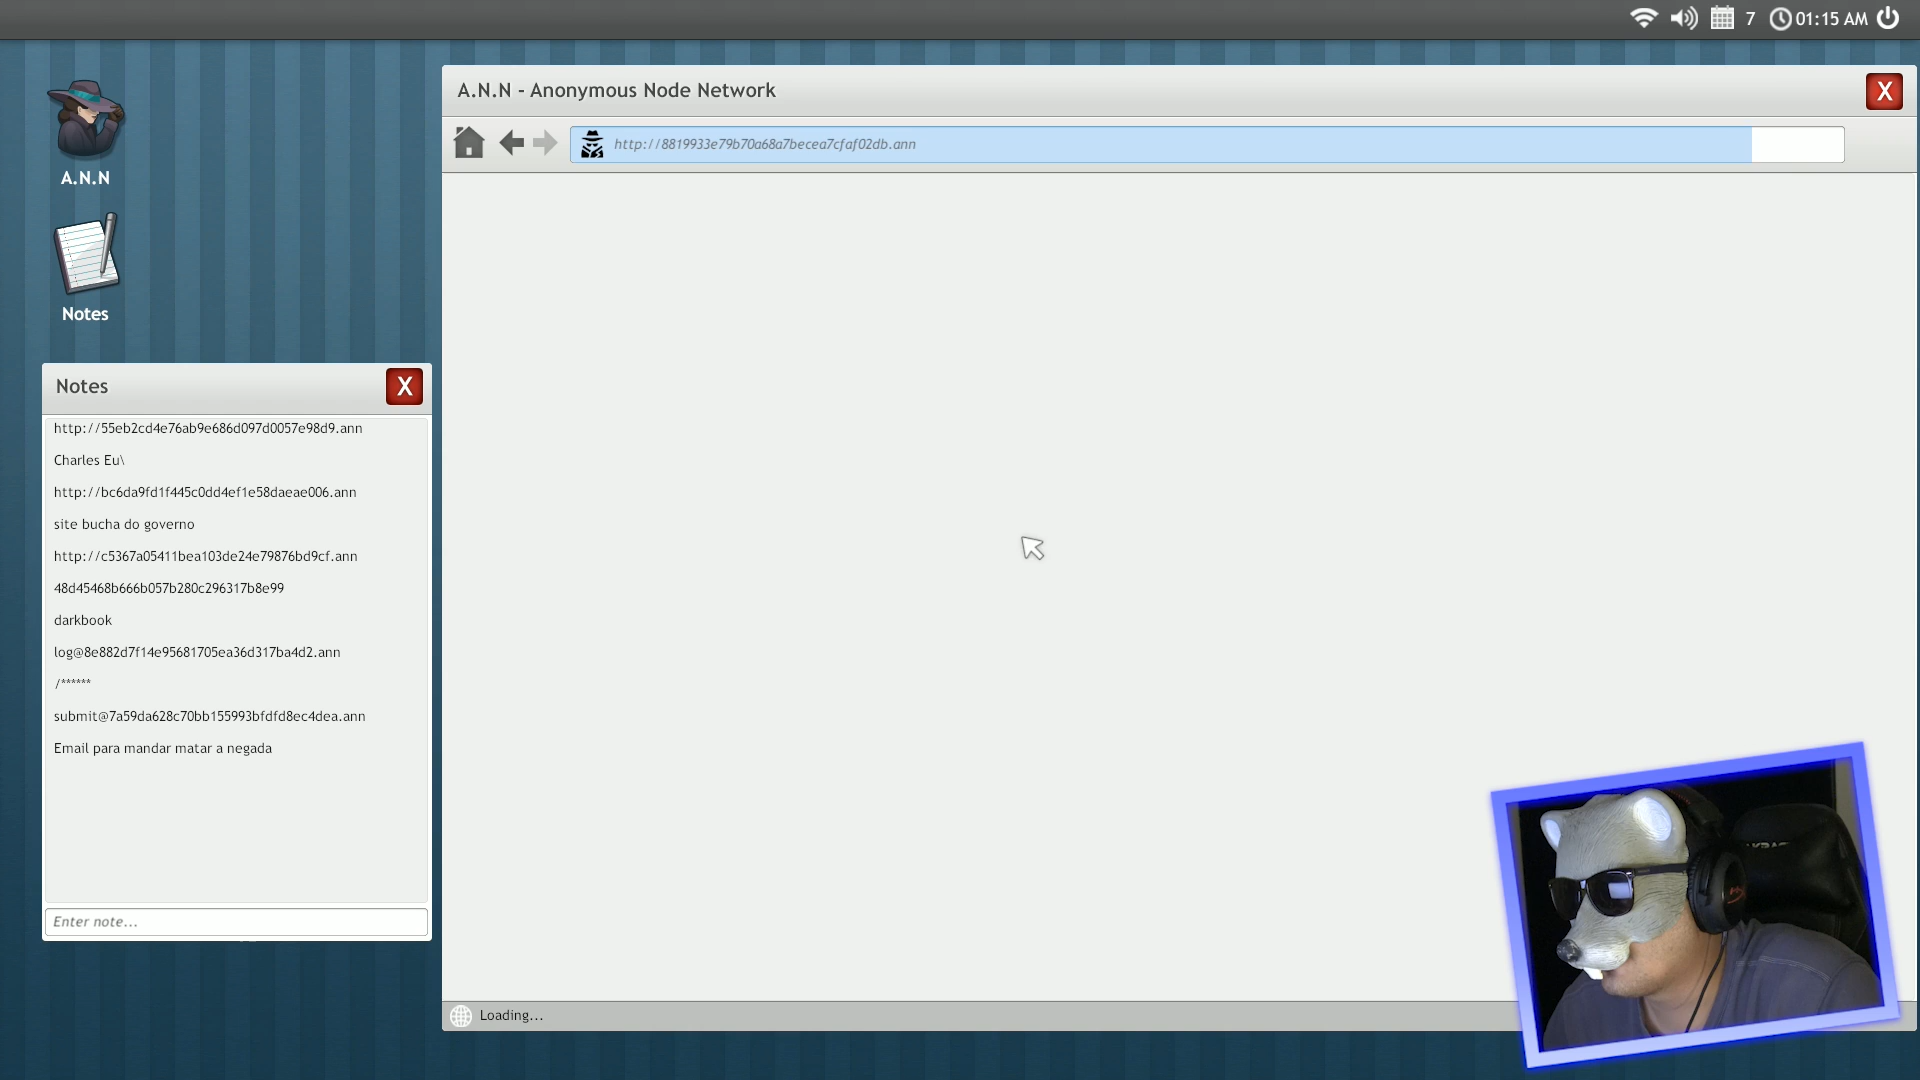 7
01:15 AM
A.N.N
Notes
A.N.N - Anonymous Node Network
X
http://8819933e79b70a68a7becea7cfaf02db.ann
Notes
X
http://55eb2cd4e76ab9e686d097d0057e98d9.ann
Charles Eu\
http://bc6da9fd1f445c0dd4ef1e58daeae006.ann
site bucha do governo
http://c5367a05411bea103de24e79876bd9cf.ann
48d45468b666b057b280c296317b8e99
darkbook
log@8e882d7f14e95681705ea36d317ba4d2.ann
/******
submit@7a59da628c70bb155993bfdfd8ec4dea.ann
Email para mandar matar a negada
Enter note...
Loading...